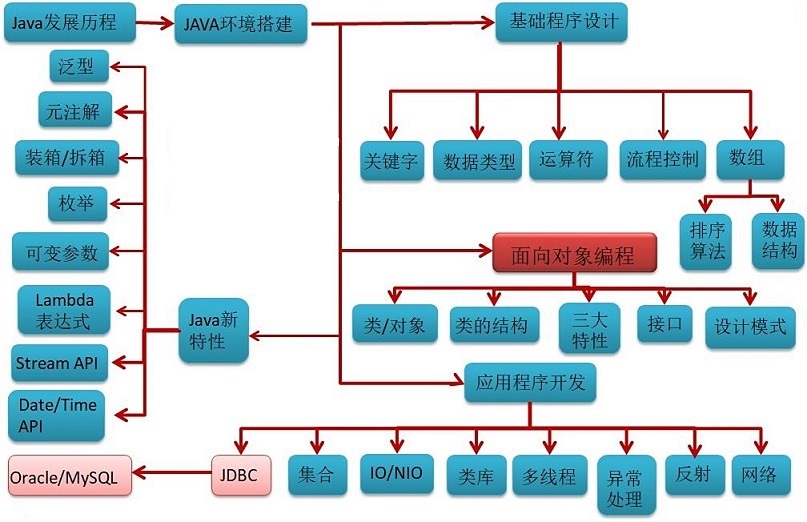 Java发展历程
JAVA环境搭建
基础程序设计
泛型
元注解
装箱/拆箱
枚举
可变参数
Lambda
表达式
Stream API
Date/Time
API
Java新
特性
关键字
数据类型
运算符
流程控制
数组
排序
算法
数据
结构
面向对象编程
类/对象
类的结构
三大
特性
接口
设计模式
应用程序开发
Oracle/MySQL
JDBC
集合
IO/NIO
类库
多线程
异常
处理
反射
网络